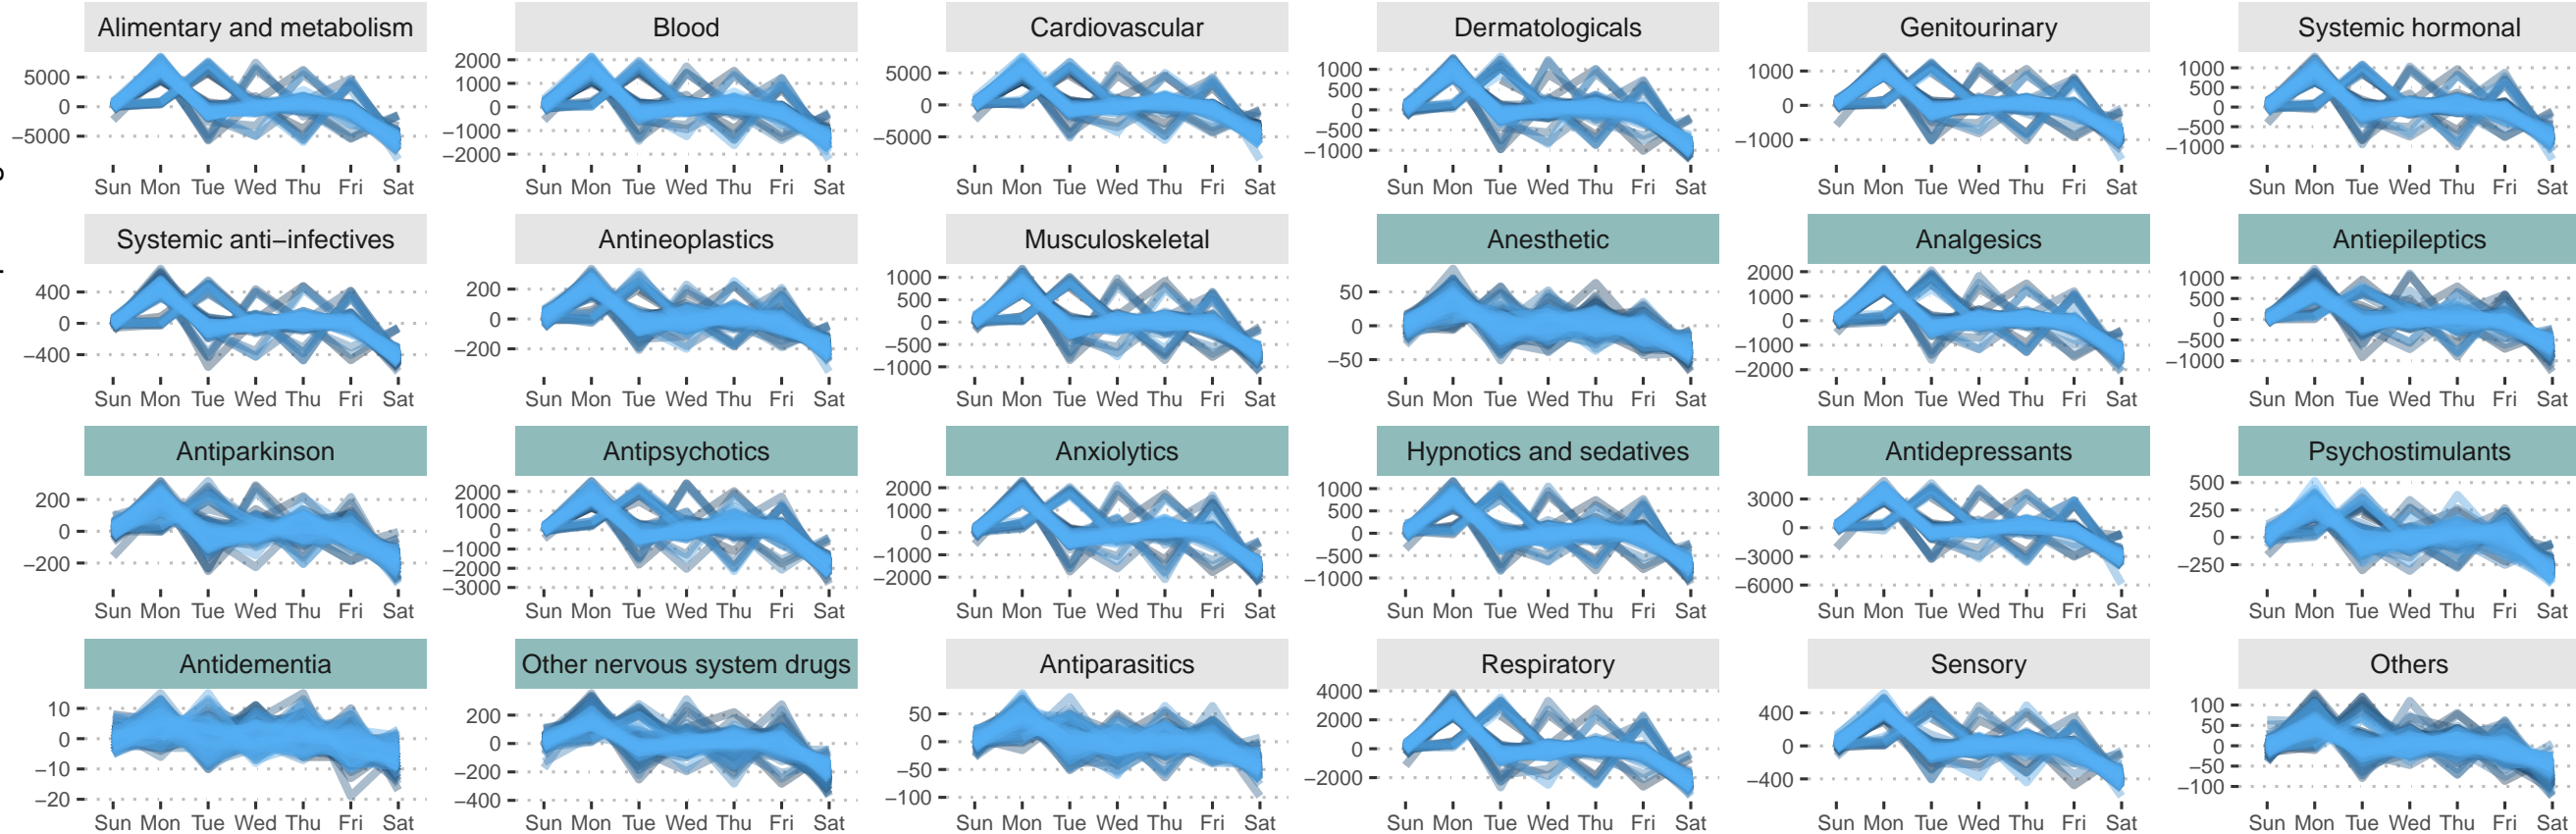 Alimentary and metabolism
5000
0
−5000
Sun Mon Tue Wed Thu Fri Sat
Blood
2000
1000
0
−1000
−2000
Sun Mon Tue Wed Thu Fri Sat
Cardiovascular
5000
0
−5000
Sun Mon Tue Wed Thu Fri Sat
Dermatologicals
1000
500
0
−500
−1000
Sun Mon Tue Wed Thu Fri Sat
Genitourinary
1000
0
−1000
Sun Mon Tue Wed Thu Fri Sat
Systemic hormonal
1000
500
0
−500
−1000
Sun Mon Tue Wed Thu Fri Sat
Systemic anti−infectives
400
0
−400
Sun Mon Tue Wed Thu Fri Sat
Antineoplastics
200
0
−200
Sun Mon Tue Wed Thu Fri Sat
Musculoskeletal
1000
500
0
−500
−1000
Sun Mon Tue Wed Thu Fri Sat
Anesthetic
50
0
−50
Sun Mon Tue Wed Thu Fri Sat
Analgesics
2000
1000
0
−1000
−2000
Sun Mon Tue Wed Thu Fri Sat
Antiepileptics
1000
500
0
−500
−1000
Sun Mon Tue Wed Thu Fri Sat
Antiparkinson
200
0
−200
Sun Mon Tue Wed Thu Fri Sat
Antipsychotics
2000
1000
0
−1000
−2000
−3000
Sun Mon Tue Wed Thu Fri Sat
Anxiolytics
2000
1000
0
−1000
−2000
Sun Mon Tue Wed Thu Fri Sat
Hypnotics and sedatives
1000
500
0
−500
−1000
Sun Mon Tue Wed Thu Fri Sat
Antidepressants
3000
0
−3000
−6000
Sun Mon Tue Wed Thu Fri Sat
Psychostimulants
500
250
0
−250
Sun Mon Tue Wed Thu Fri Sat
Antidementia
10
0
−10
−20
Sun Mon Tue Wed Thu Fri Sat
Other nervous system drugs
200
0
−200
−400
Sun Mon Tue Wed Thu Fri Sat
Antiparasitics
50
0
−50
−100
Sun Mon Tue Wed Thu Fri Sat
Respiratory
4000
2000
0
−2000
Sun Mon Tue Wed Thu Fri Sat
Sensory
400
0
−400
Sun Mon Tue Wed Thu Fri Sat
Others
100
50
0
−50
−100
Sun Mon Tue Wed Thu Fri Sat